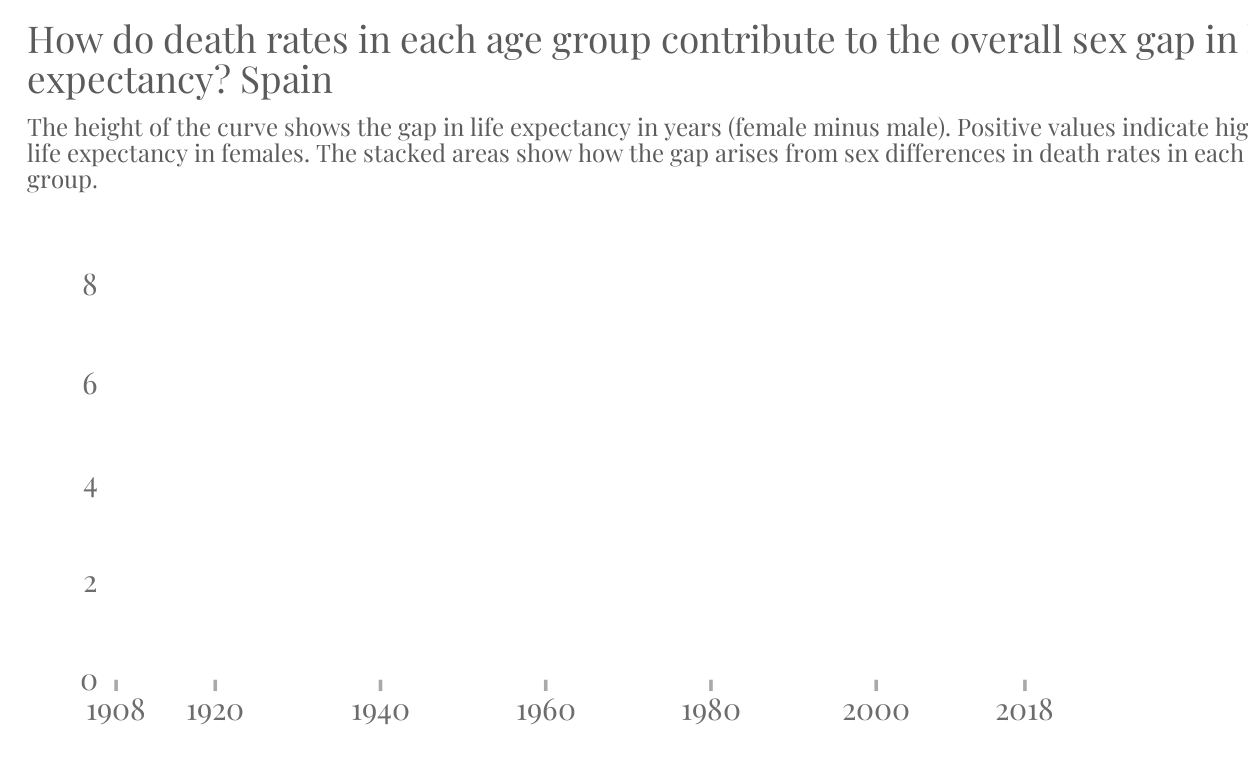 How do death rates in each age group contribute to the overall sex gap in
expectancy? Spain
The height of the curve shows the gap in life expectancy in years (female minus male). Positive values indicate
life expectancy in females. The stacked areas show how the gap arises from sex differences in death rates in each
group.
8
6
4
2
0
1908 1920 1940 1960 1980 2000 2018